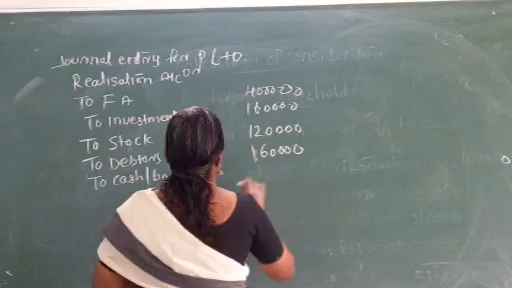 Journal entry for P Ltd
Realisation A/c Dr
To F A 400000
To Investment 160000
To Stock 120000
To Debtors 160000
To cash/ba